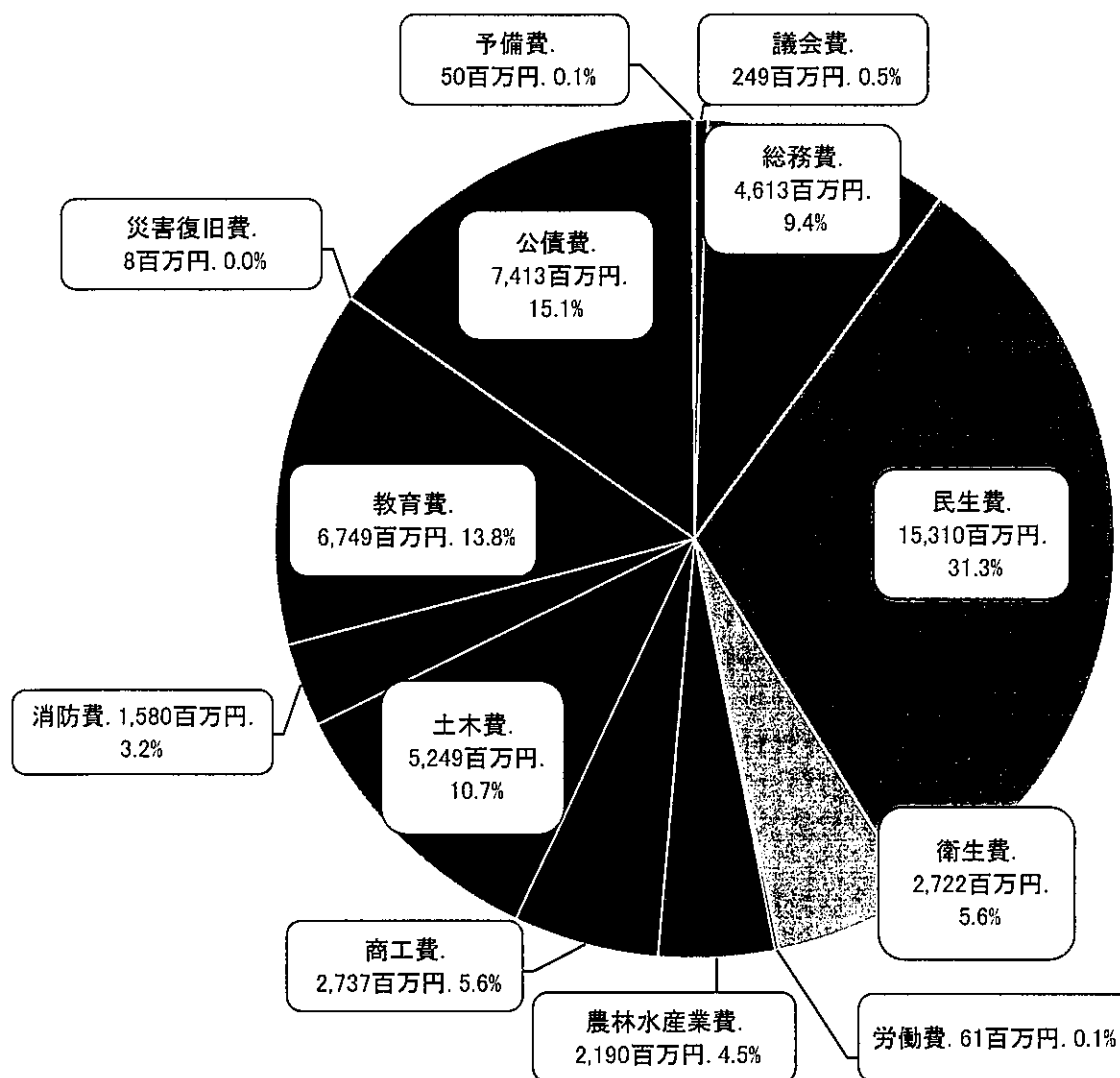 予備費.
50百万円. 0.1%
議会費.
249百万円. 0.5%
総務費.
4,613百万円.
9.4%
災害復旧費.
8百万円. 0.0%
公債費.
7,413百万円.
15.1%
教育費.
6,749百万円. 13.8%
民生費.
15,310百万円.
31.3%
消防費. 1,580百万円.
3.2%
土木費.
5,249百万円.
10.7%
衛生費.
2,722百万円.
5.6%
商工費.
2,737百万円. 5.6%
農林水産業費.
2,190百万円. 4.5%
労働費. 61百万円. 0.1%